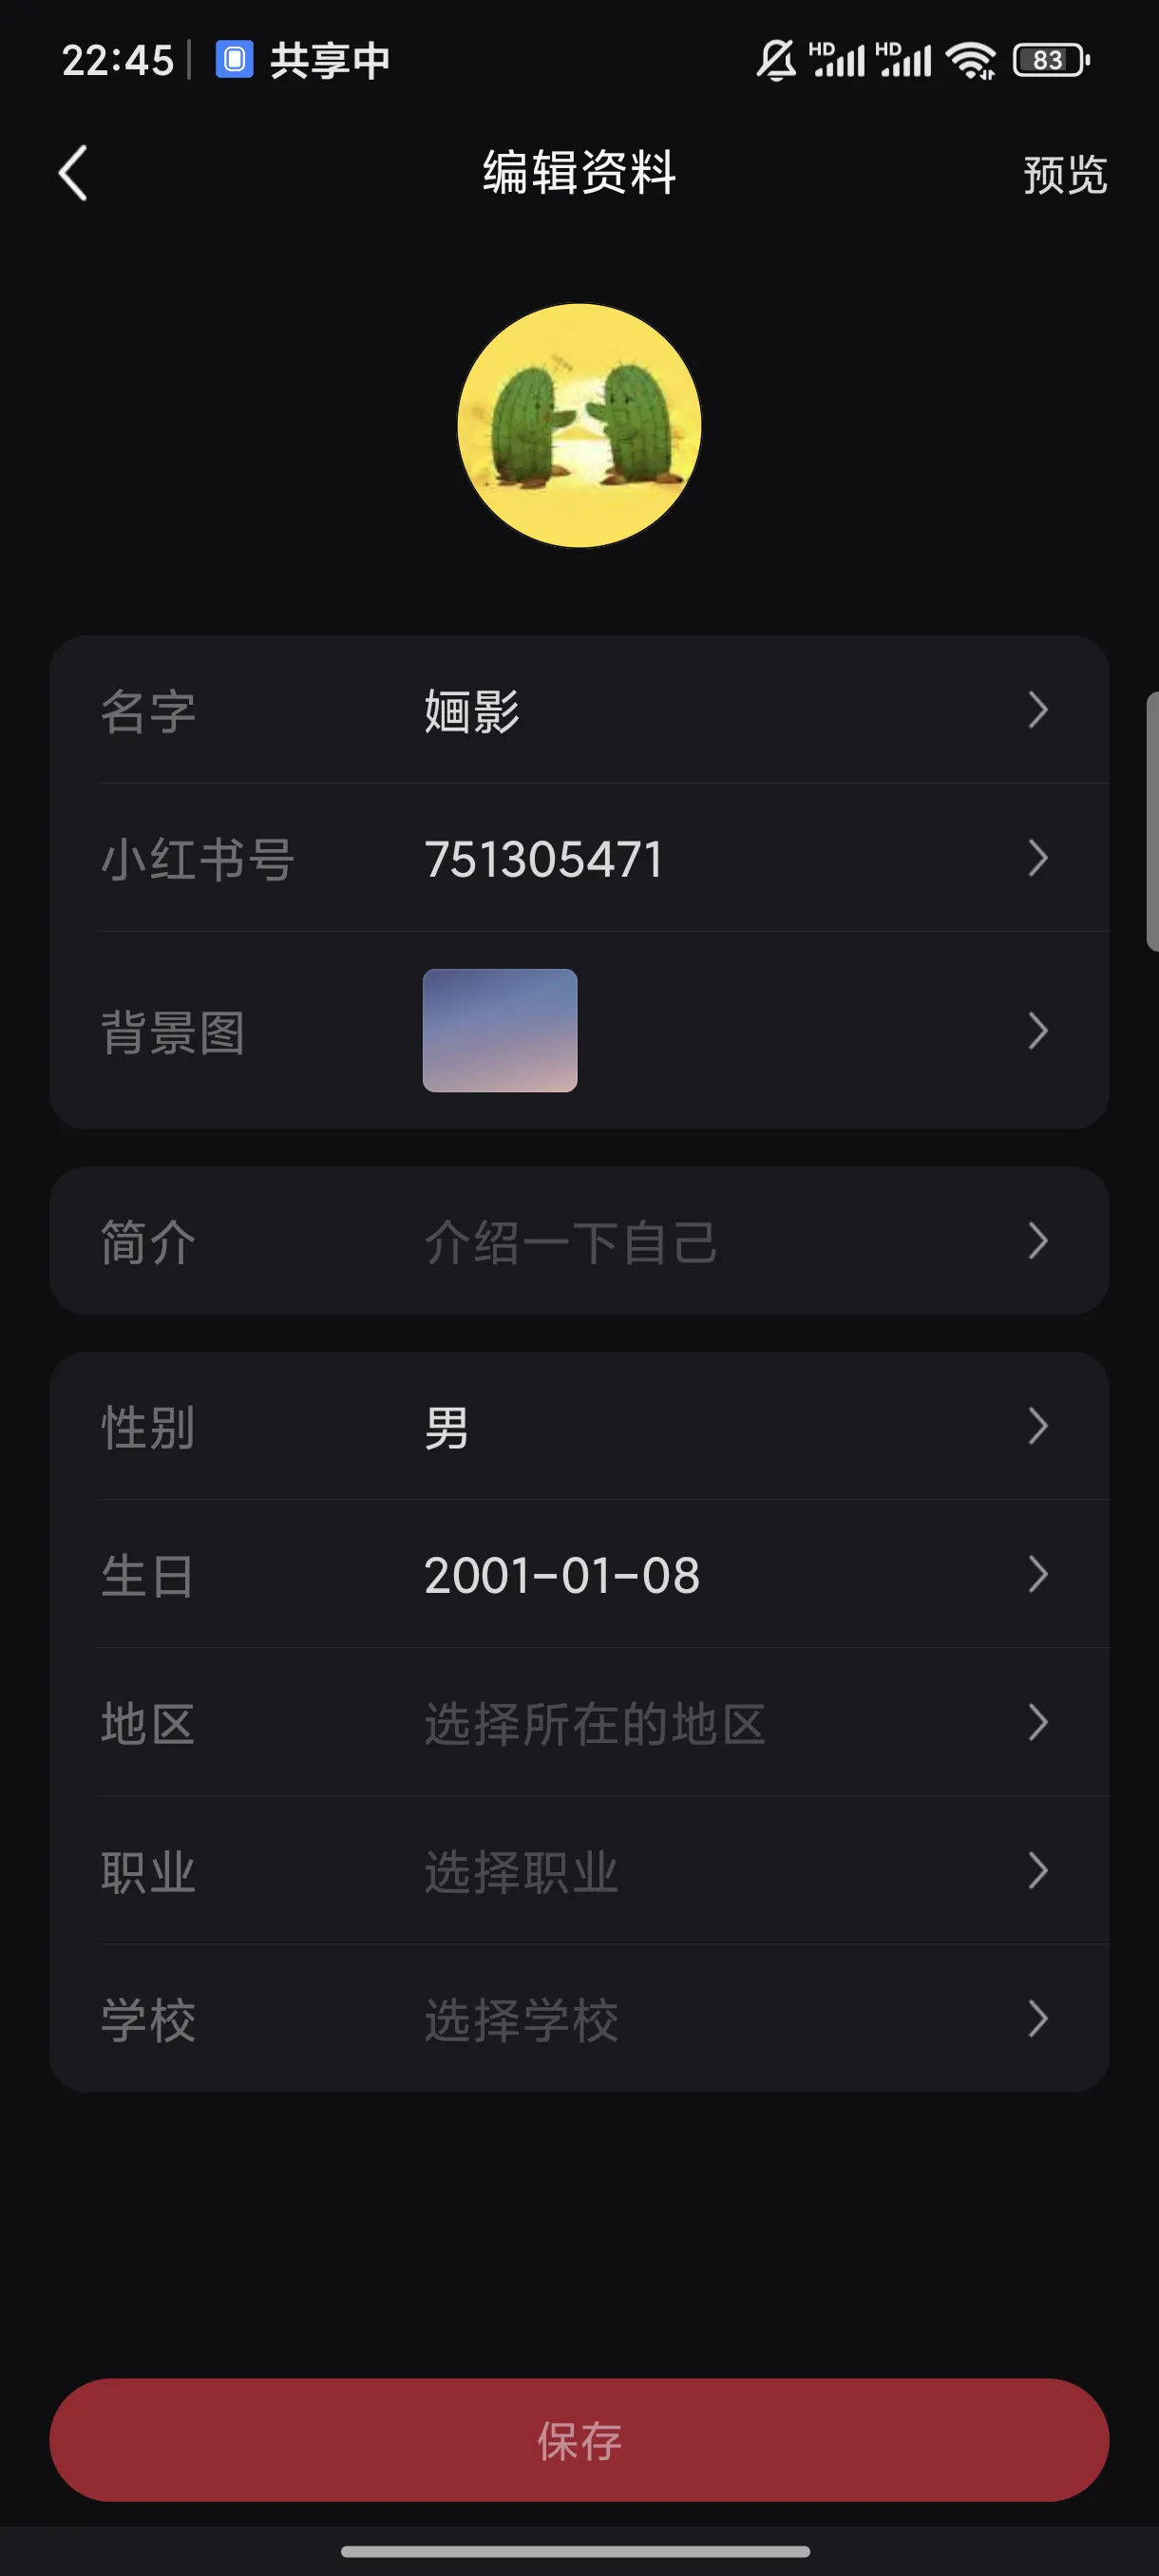 22:45 共享中 HD HD 83
编辑资料 预览
名字 婳影
小红书号 751305471
背景图
简介 介绍一下自己
性别 男
生日 2001-01-08
地区 选择所在的地区
职业 选择职业
学校 选择学校
保存